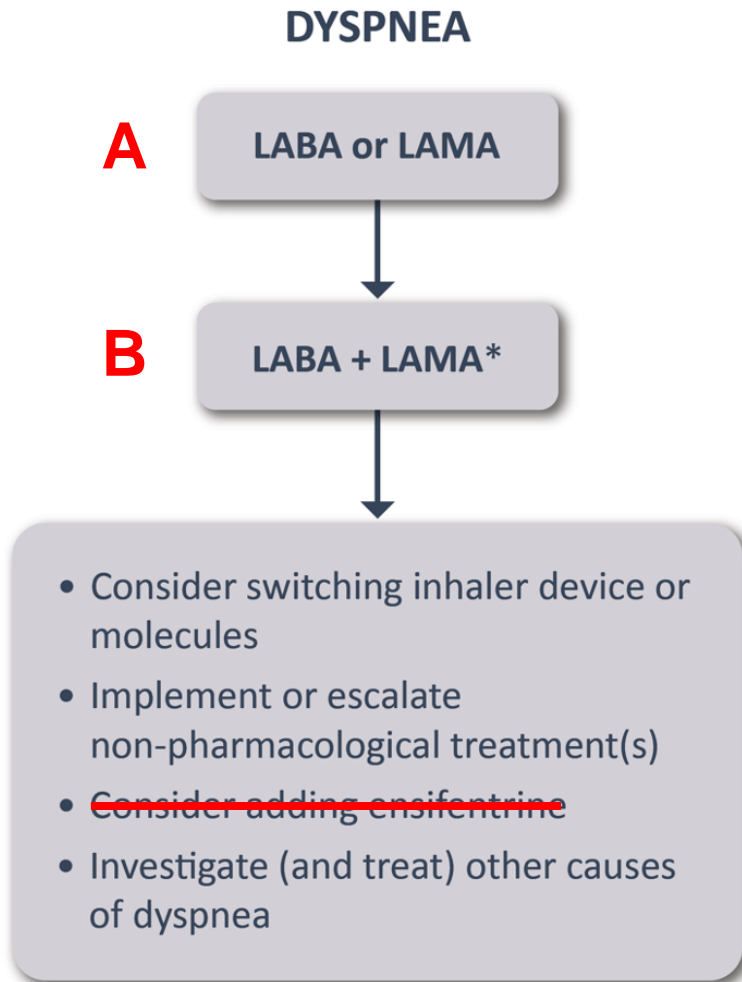 DYSPNEA
A
LABA or LAMA
B
LABA + LAMA*
• Consider switching inhaler device or
molecules
• Implement or escalate
non-pharmacological treatment(s)
• Consider adding ensifentrine
• Investigate (and treat) other causes
of dyspnea